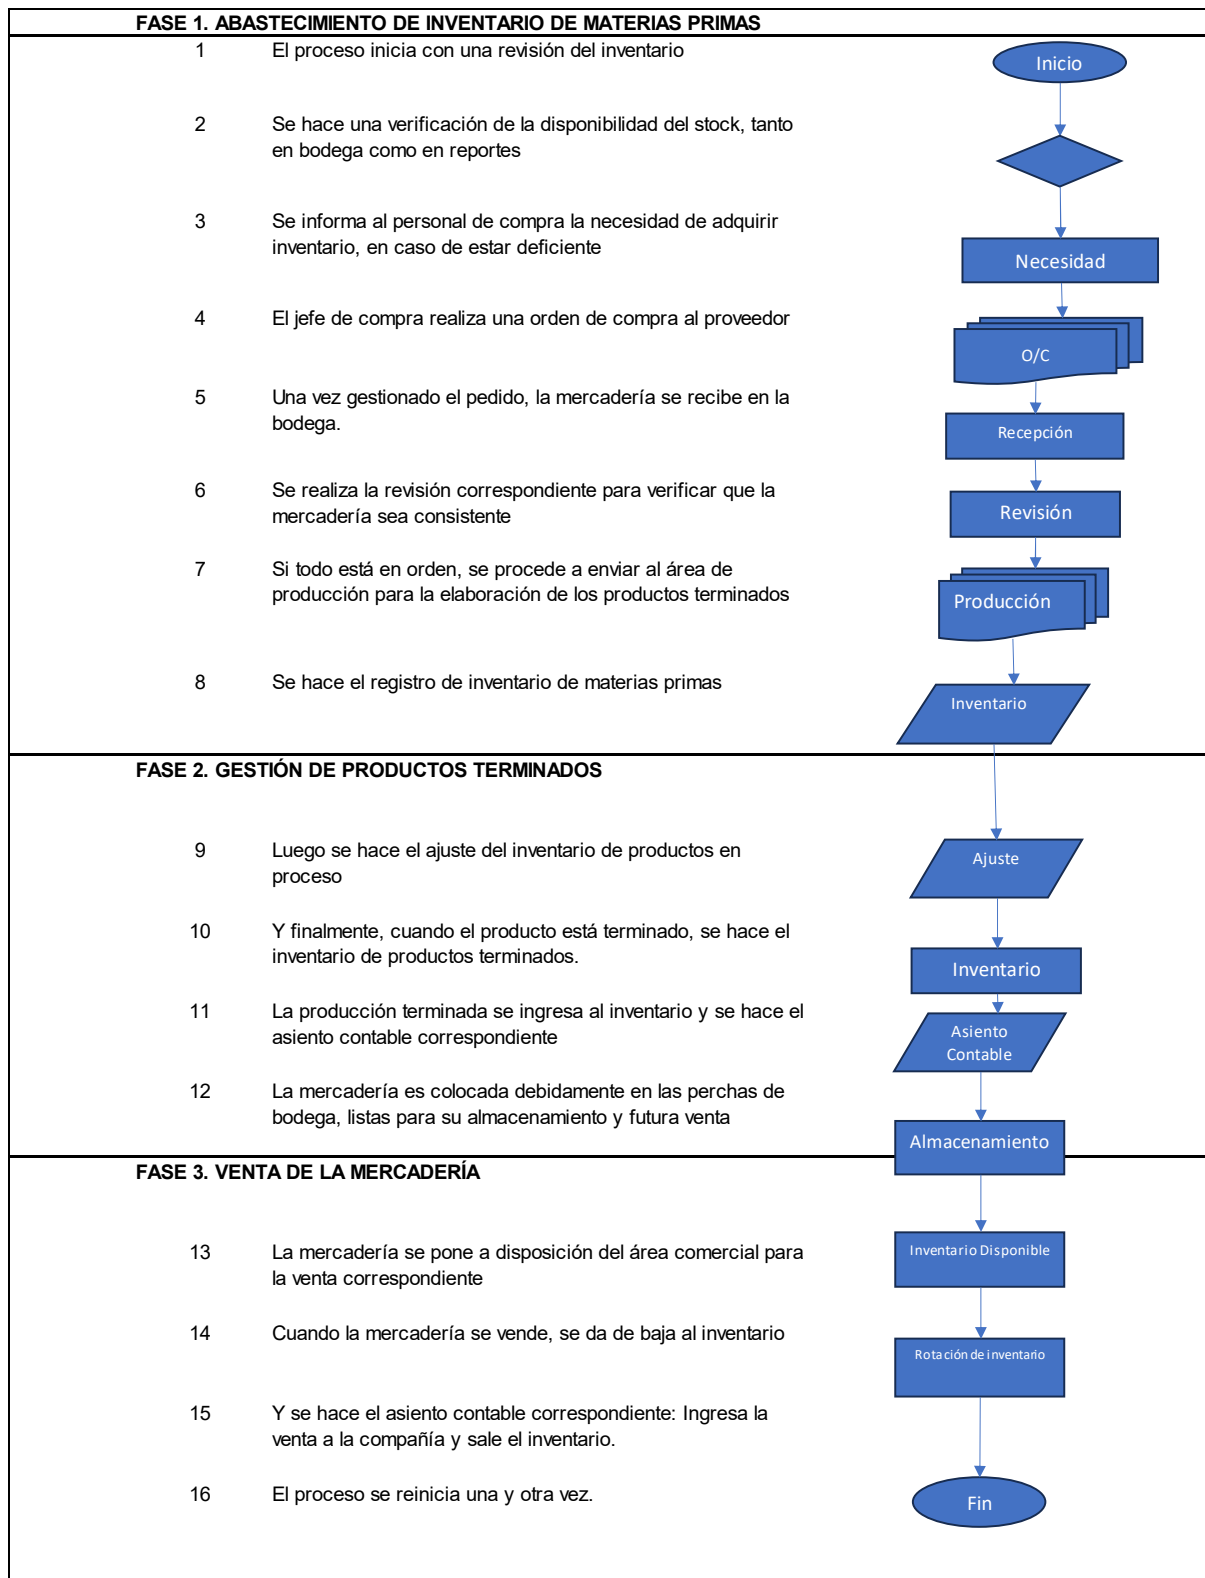 FASE 1. ABASTECIMIENTO DE INVENTARIO DE MATERIAS PRIMAS
1 El proceso inicia con una revisión del inventario
Inicio
2 Se hace una verificación de la disponibilidad del stock, tanto
en bodega como en reportes
3 Se informa al personal de compra la necesidad de adquirir
inventario, en caso de estar deficiente
Necesidad
4 El jefe de compra realiza una orden de compra al proveedor
O/C
5 Una vez gestionado el pedido, la mercadería se recibe en la
bodega.
Recepción
6 Se realiza la revisión correspondiente para verificar que la
mercadería sea consistente
Revisión
7 Si todo está en orden, se procede a enviar al área de
producción para la elaboración de los productos terminados
Producción
8 Se hace el registro de inventario de materias primas
Inventario
FASE 2. GESTIÓN DE PRODUCTOS TERMINADOS
9 Luego se hace el ajuste del inventario de productos en
proceso
Ajuste
10 Y finalmente, cuando el producto está terminado, se hace el
inventario de productos terminados.
Inventario
11 La producción terminada se ingresa al inventario y se hace el
asiento contable correspondiente
Asiento
Contable
12 La mercadería es colocada debidamente en las perchas de
bodega, listas para su almacenamiento y futura venta
Almacenamiento
FASE 3. VENTA DE LA MERCADERÍA
13 La mercadería se pone a disposición del área comercial para
la venta correspondiente
Inventario Disponible
14 Cuando la mercadería se vende, se da de baja al inventario
Rotación de inventario
15 Y se hace el asiento contable correspondiente: Ingresa la
venta a la compañía y sale el inventario.
16 El proceso se reinicia una y otra vez.
Fin